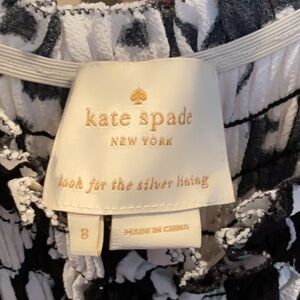 kate spade
NEW YORK
look for the silver lining
8
MADE IN CHINA